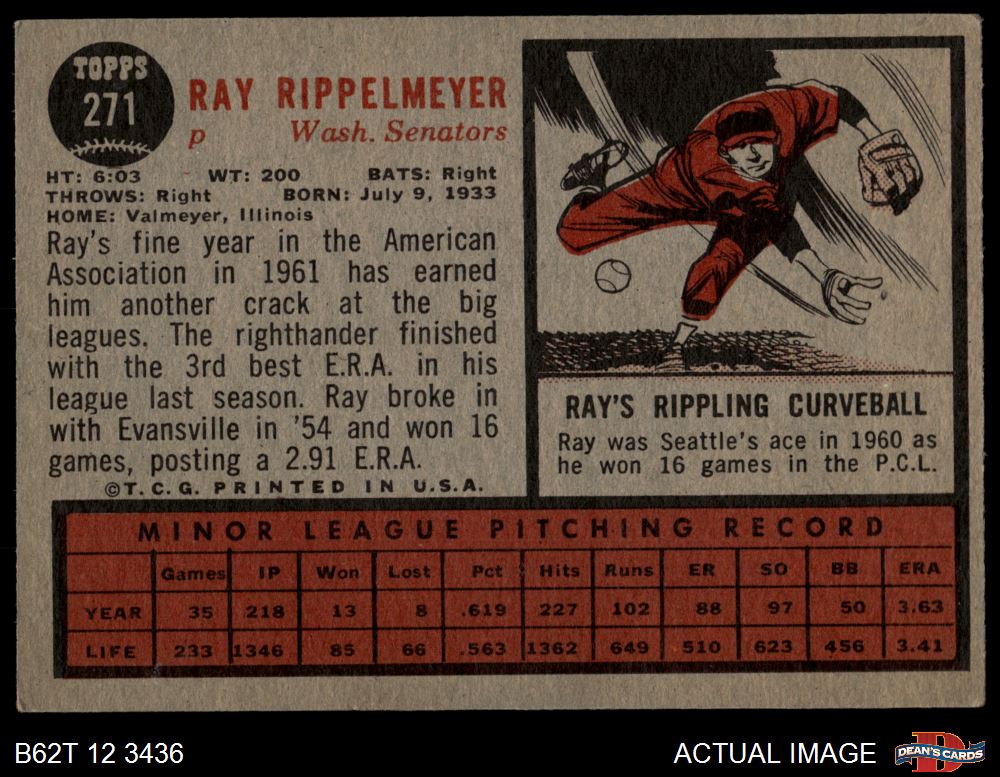 TOPPS
271
RAY RIPPELMEYER
p Wash. Senators
HT: 6:03 WT: 200 BATS: Right
THROWS: Right BORN: July 9, 1933
HOME: Valmeyer, Illinois
Ray's fine year in the American
Association in 1961 has earned
him another crack at the big
leagues. The righthander finished
with the 3rd best E.R.A. in his
league last season. Ray broke in
with Evansville in '54 and won 16
games, posting a 2.91 E.R.A.
©T.C.G. PRINTED IN U.S.A.
RAY'S RIPPLING CURVEBALL
Ray was Seattle's ace in 1960 as
he won 16 games in the P.C.L.
MINOR LEAGUE PITCHING RECORD
Games IP Won Lost Pct Hits Runs ER SO BB ERA
YEAR 35 218 13 8 .619 227 102 88 97 50 3.63
LIFE 233 1346 85 66 .563 1362 649 510 623 456 3.41
B62T 12 3436
ACTUAL IMAGE
D
DEAN'S CARDS